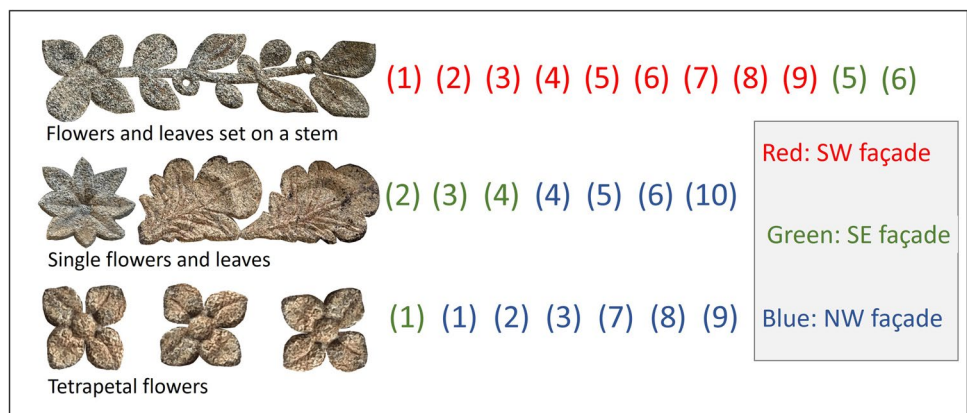 (1) (2) (3) (4) (5) (6) (7) (8) (9) (5) (6)
Flowers and leaves set on a stem
(2) (3) (4) (4) (5) (6) (10)
Single flowers and leaves
(1) (1) (2) (3) (7) (8) (9)
Tetrapetal flowers
Red: SW façade
Green: SE façade
Blue: NW façade